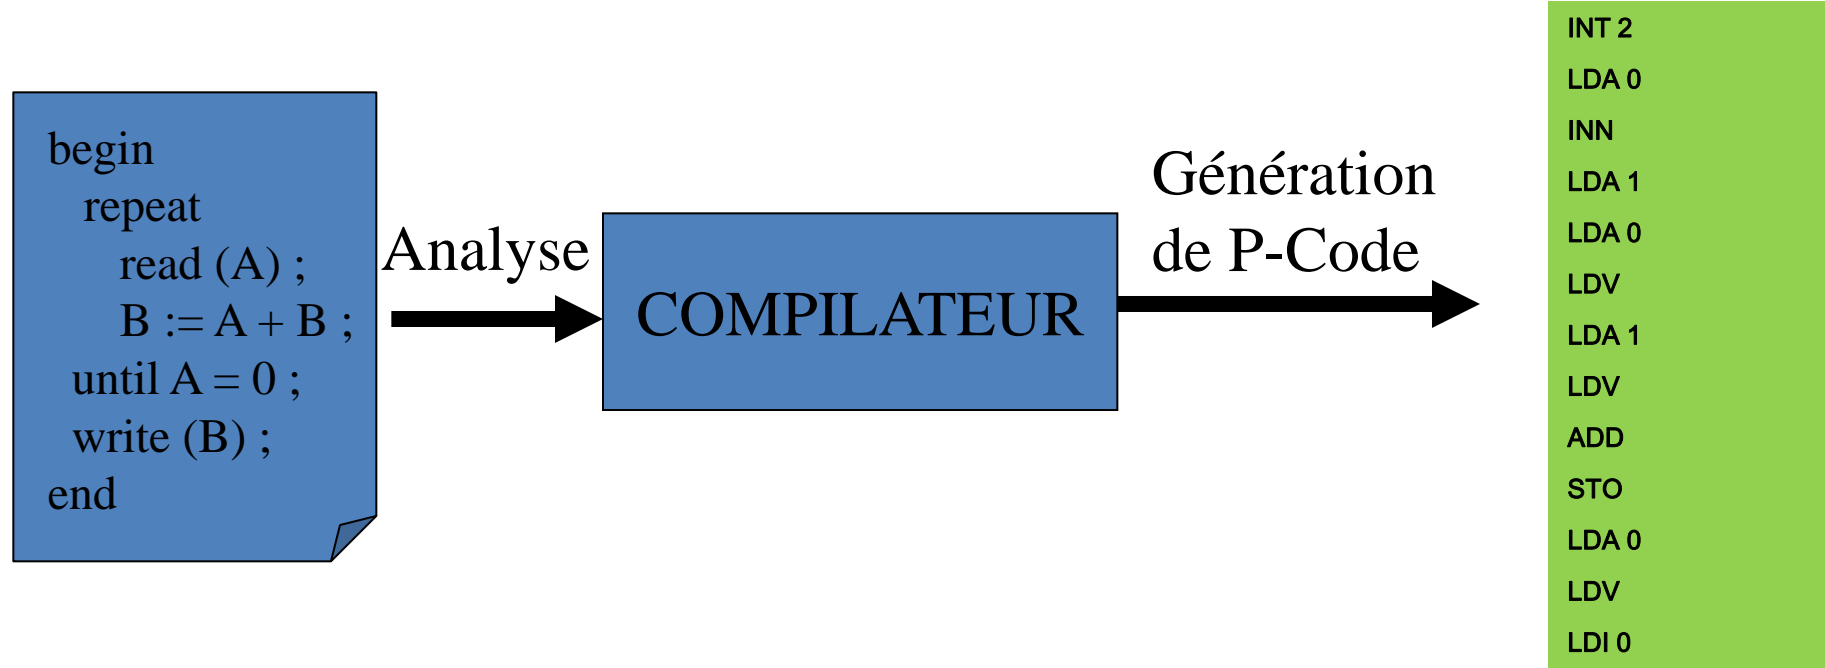 begin
repeat
read (A) ;
B := A + B ;
until A = 0 ;
write (B) ;
end
Analyse
COMPILATEUR
Génération
de P-Code
INT 2
LDA 0
INN
LDA 1
LDA 0
LDV
LDA 1
LDV
ADD
STO
LDA 0
LDV
LDI 0